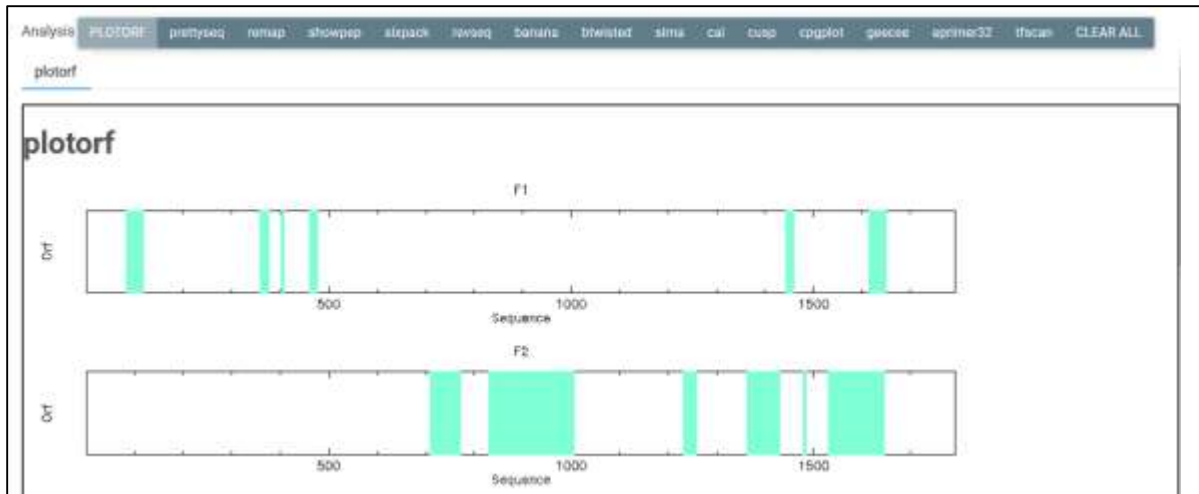 Analysis PLOTORF prettyseq remap showpep sixpack revseq banana btwisted sirna cai cusp cpgplot geecee eprimer32 tfscan CLEAR ALL
plotorf
plotorf
F1
Orf
500 1000 1500
Sequence
F2
Orf
500 1000 1500
Sequence